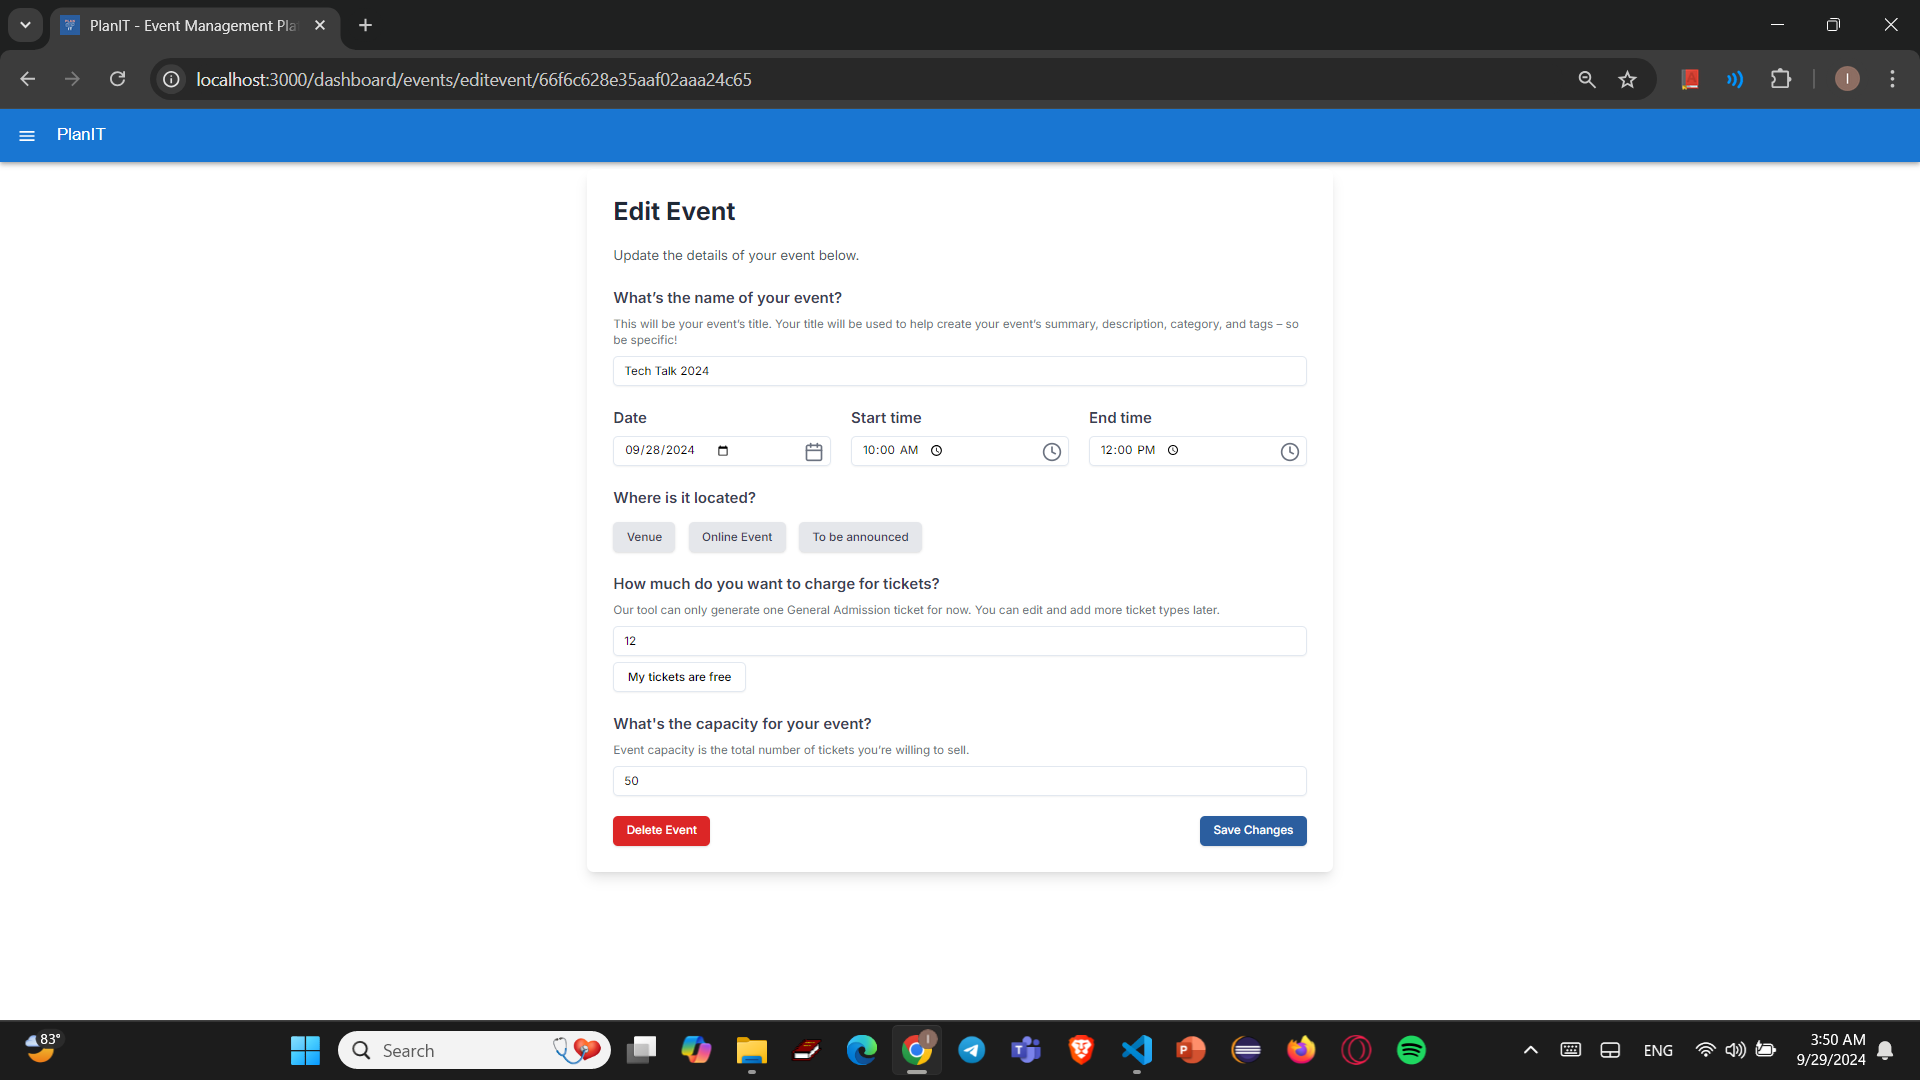 PlanIT - Event Management Pla
localhost:3000/dashboard/events/editevent/66f6c628e35aaf02aaa24c65
I
PlanIT
Edit Event
Update the details of your event below.
What’s the name of your event?
This will be your event’s title. Your title will be used to help create your event’s summary, description, category, and tags – so
be specific!
Tech Talk 2024
Date
Start time
End time
09/28/2024
10:00 AM
12:00 PM
Where is it located?
Venue
Online Event
To be announced
How much do you want to charge for tickets?
Our tool can only generate one General Admission ticket for now. You can edit and add more ticket types later.
12
My tickets are free
What's the capacity for your event?
Event capacity is the total number of tickets you’re willing to sell.
50
Delete Event
Save Changes
83°
Search
ENG
3:50 AM
9/29/2024